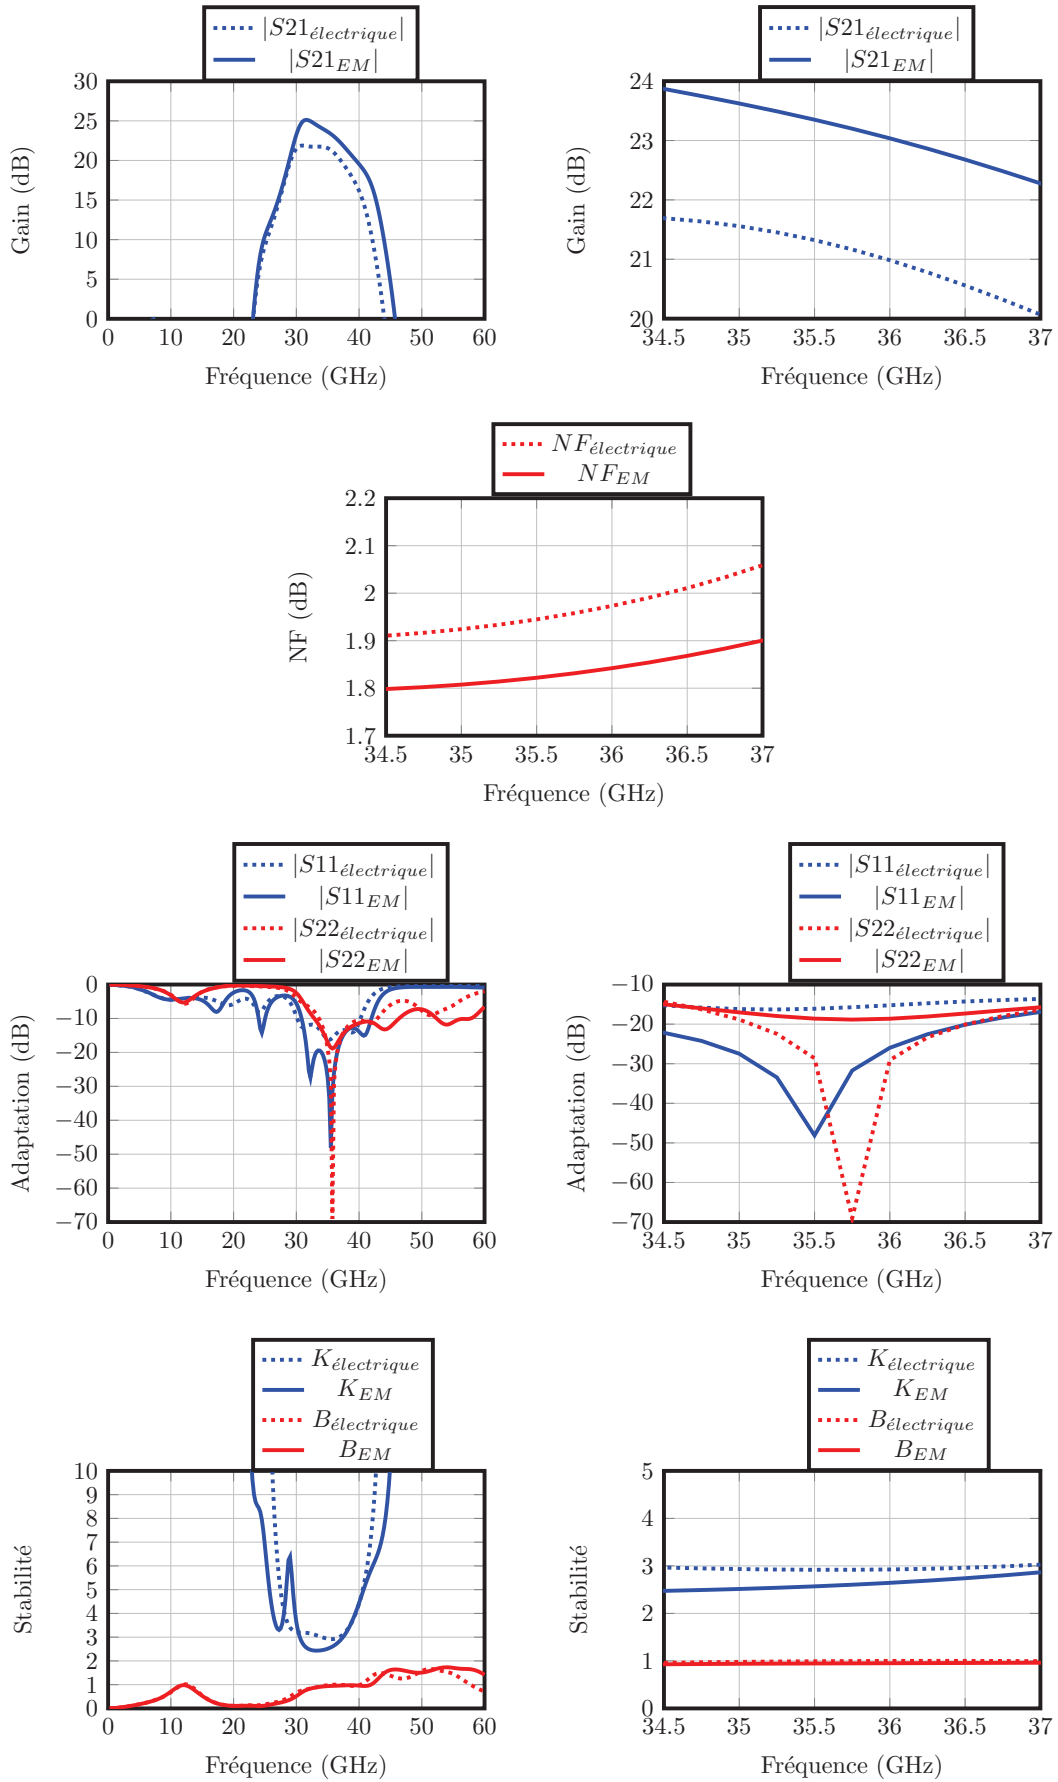 |S21électrique|
|S21EM|
30
25
20
15
10
5
0
0 10 20 30 40 50 60
Gain (dB)
Fréquence (GHz)
|S21électrique|
|S21EM|
24
23
22
21
20
34.5 35 35.5 36 36.5 37
Gain (dB)
Fréquence (GHz)
NFélectrique
NFEM
2.2
2.1
2
1.9
1.8
1.7
34.5 35 35.5 36 36.5 37
NF (dB)
Fréquence (GHz)
|S11électrique|
|S11EM|
|S22électrique|
|S22EM|
0
−10
−20
−30
−40
−50
−60
−70
0 10 20 30 40 50 60
Adaptation (dB)
Fréquence (GHz)
|S11électrique|
|S11EM|
|S22électrique|
|S22EM|
−10
−20
−30
−40
−50
−60
−70
34.5 35 35.5 36 36.5 37
Adaptation (dB)
Fréquence (GHz)
Kélectrique
KEM
Bélectrique
BEM
10
9
8
7
6
5
4
3
2
1
0
0 10 20 30 40 50 60
Stabilité
Fréquence (GHz)
Kélectrique
KEM
Bélectrique
BEM
5
4
3
2
1
0
34.5 35 35.5 36 36.5 37
Stabilité
Fréquence (GHz)